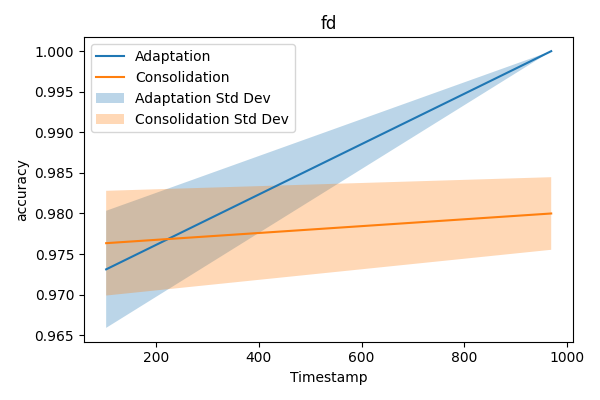 fd
Adaptation
Consolidation
Adaptation Std Dev
Consolidation Std Dev
accuracy
1.000
0.995
0.990
0.985
0.980
0.975
0.970
0.965
200
400
600
800
1000
Timestamp